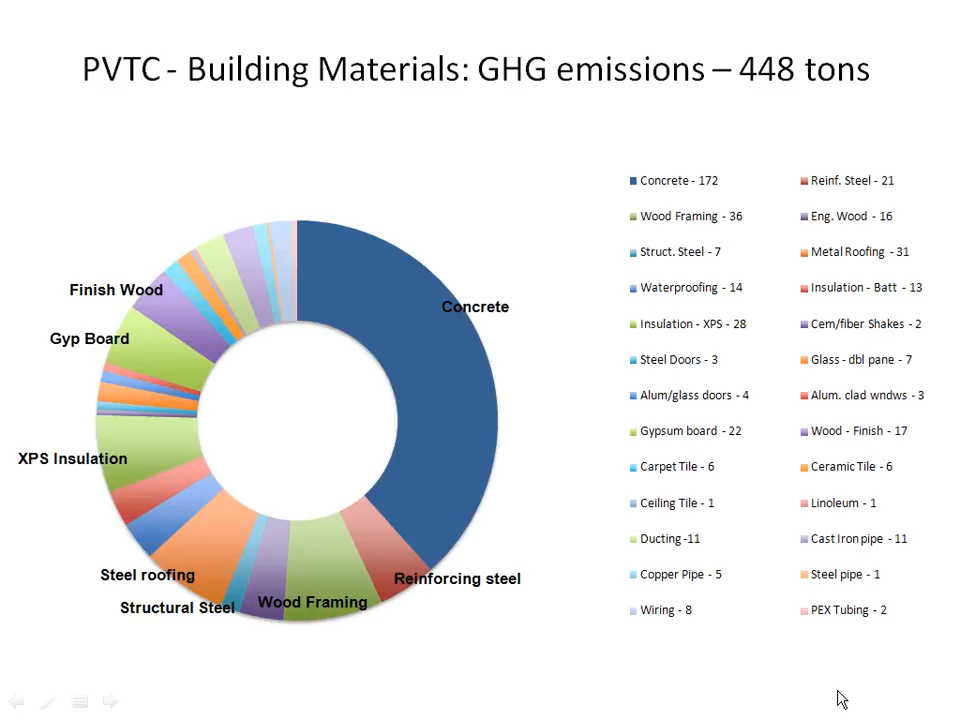 PVTC - Building Materials: GHG emissions – 448 tons
Concrete - 172
Reinf. Steel - 21
Wood Framing - 36
Eng. Wood - 16
Struct. Steel - 7
Metal Roofing - 31
Waterproofing - 14
Insulation - Batt - 13
Insulation - XPS - 28
Cem/fiber Shakes - 2
Steel Doors - 3
Glass - dbl pane - 7
Alum/glass doors - 4
Alum. clad wndws - 3
Gypsum board - 22
Wood - Finish - 17
Carpet Tile - 6
Ceramic Tile - 6
Ceiling Tile - 1
Linoleum - 1
Ducting -11
Cast Iron pipe - 11
Copper Pipe - 5
Steel pipe - 1
Wiring - 8
PEX Tubing - 2
Finish Wood
Concrete
Gyp Board
XPS Insulation
Steel roofing
Reinforcing steel
Structural Steel
Wood Framing